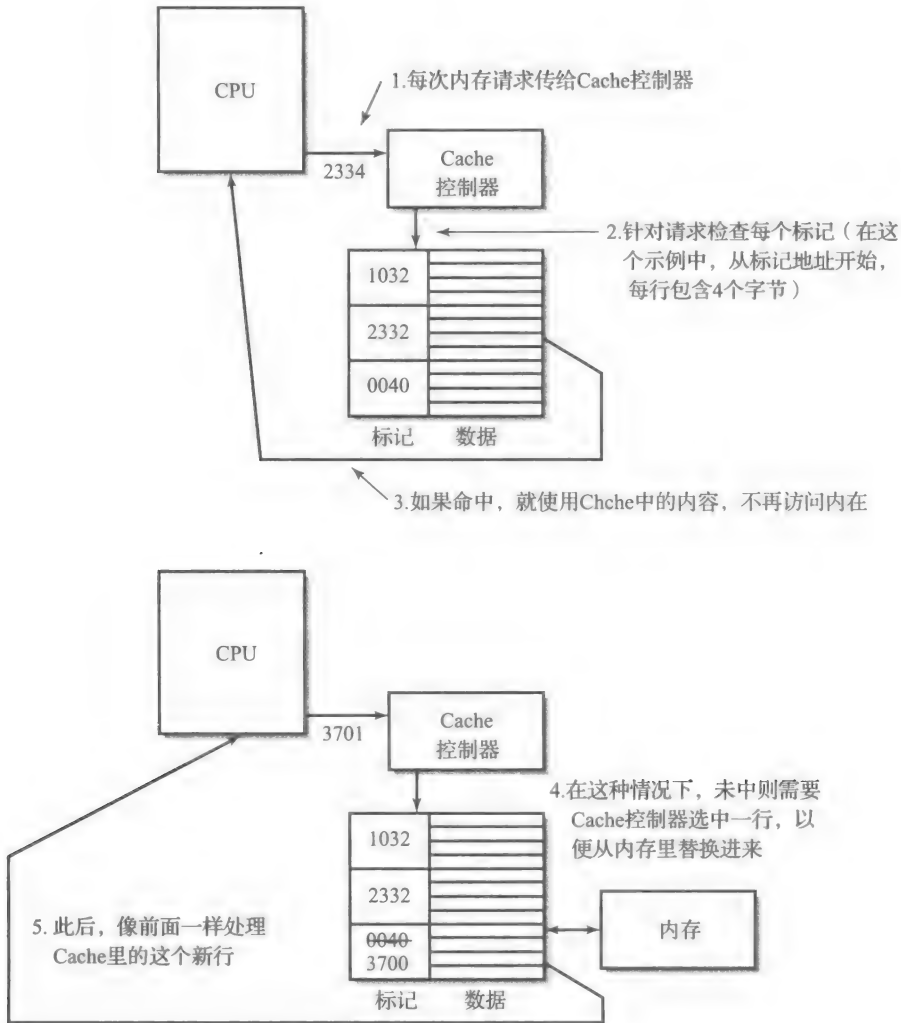 CPU
1.每次内存请求传给Cache控制器
2334
Cache
控制器
2.针对请求检查每个标记（在这
个示例中，从标记地址开始，
每行包含4个字节）
1032
2332
0040
标记 数据
3.如果命中，就使用Chche中的内容，不再访问内在
CPU
3701
Cache
控制器
4.在这种情况下，未中则需要
Cache控制器选中一行，以
便从内存里替换进来
1032
2332
0040
3700
标记 数据
内存
5. 此后，像前面一样处理
Cache里的这个新行